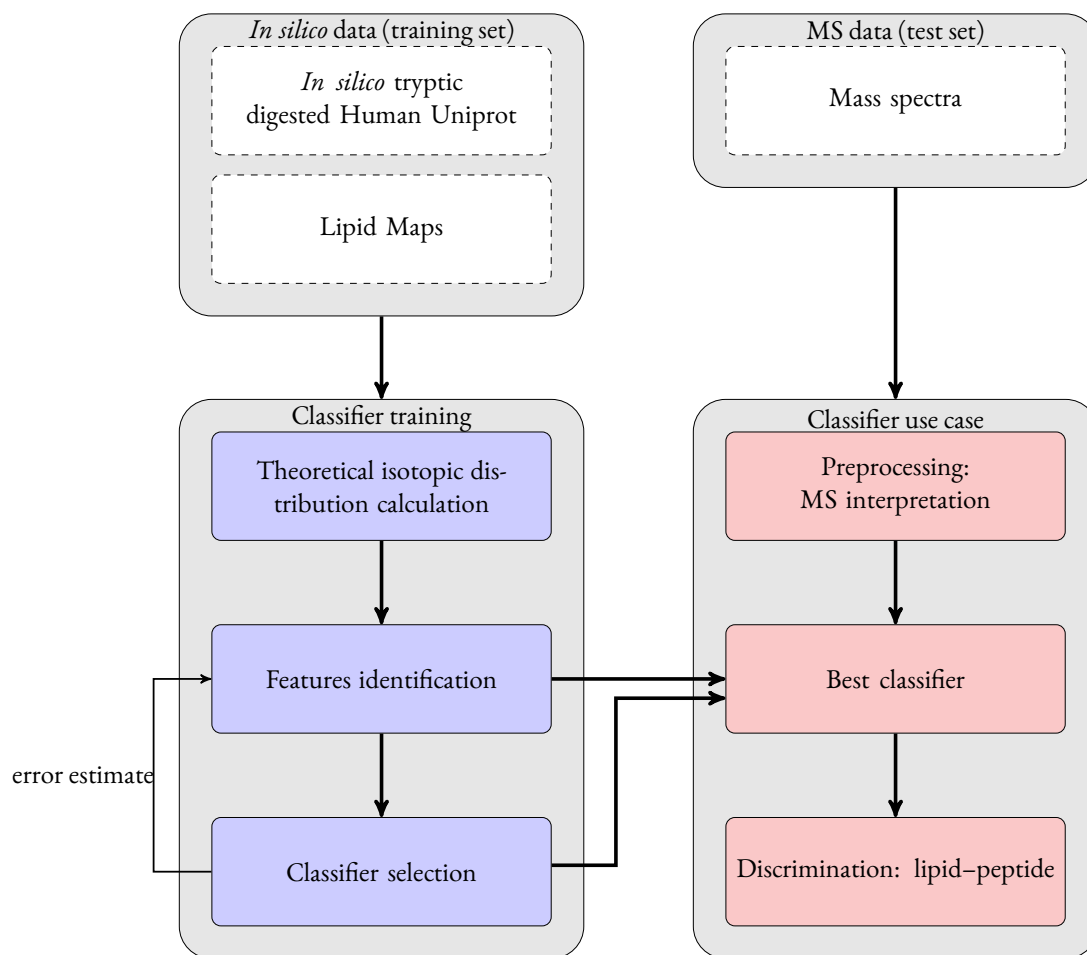 In silico data (training set)
In silico tryptic
digested Human Uniprot
Lipid Maps
MS data (test set)
Mass spectra
Classifier training
Theoretical isotopic dis-
tribution calculation
Features identification
Classifier selection
error estimate
Classifier use case
Preprocessing:
MS interpretation
Best classifier
Discrimination: lipid–peptide